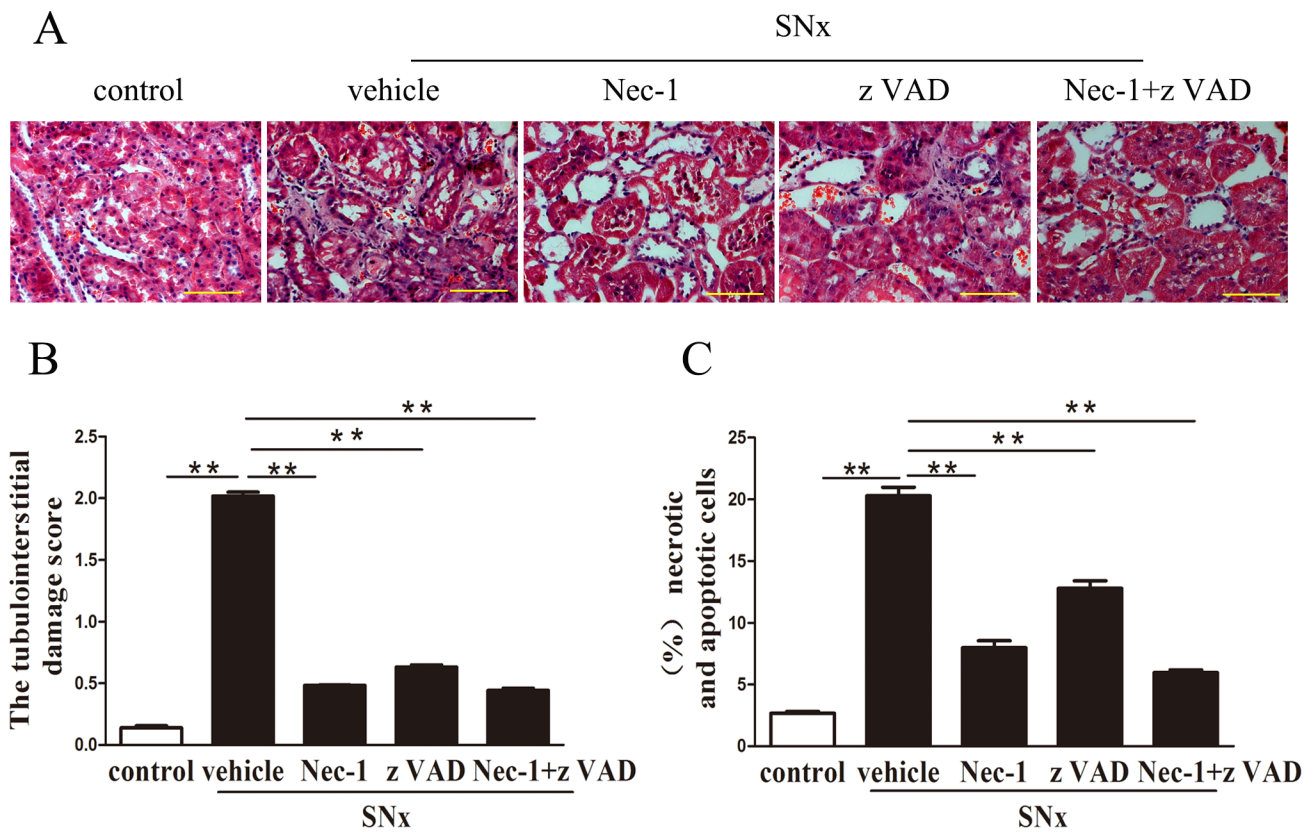 A
SNx
control vehicle Nec-1 z VAD Nec-1+z VAD
B
The tubulointerstitial
damage score
2.5
2.0
1.5
1.0
0.5
0.0
**
**
**
**
control vehicle Nec-1 z VAD Nec-1+z VAD
SNx
C
(%) necrotic
and apoptotic cells
25
20
15
10
5
0
**
**
**
**
control vehicle Nec-1 z VAD Nec-1+z VAD
SNx